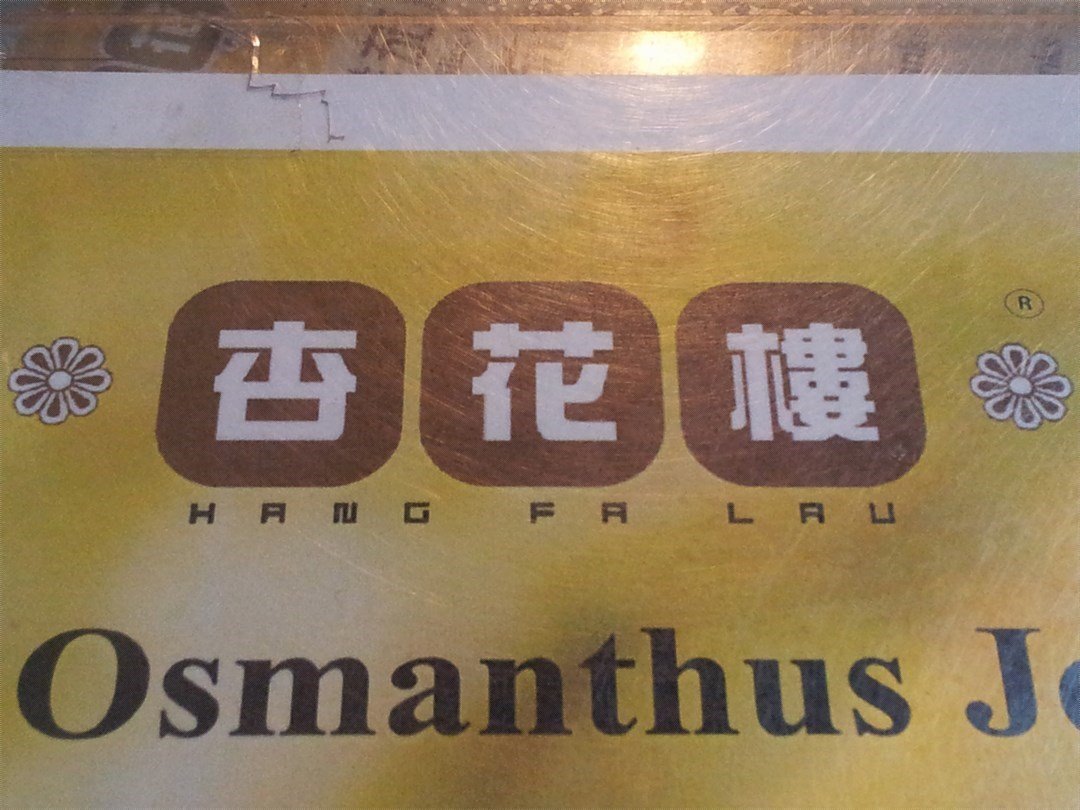 杏花樓
®
HANG FA LAU
Osmanthus